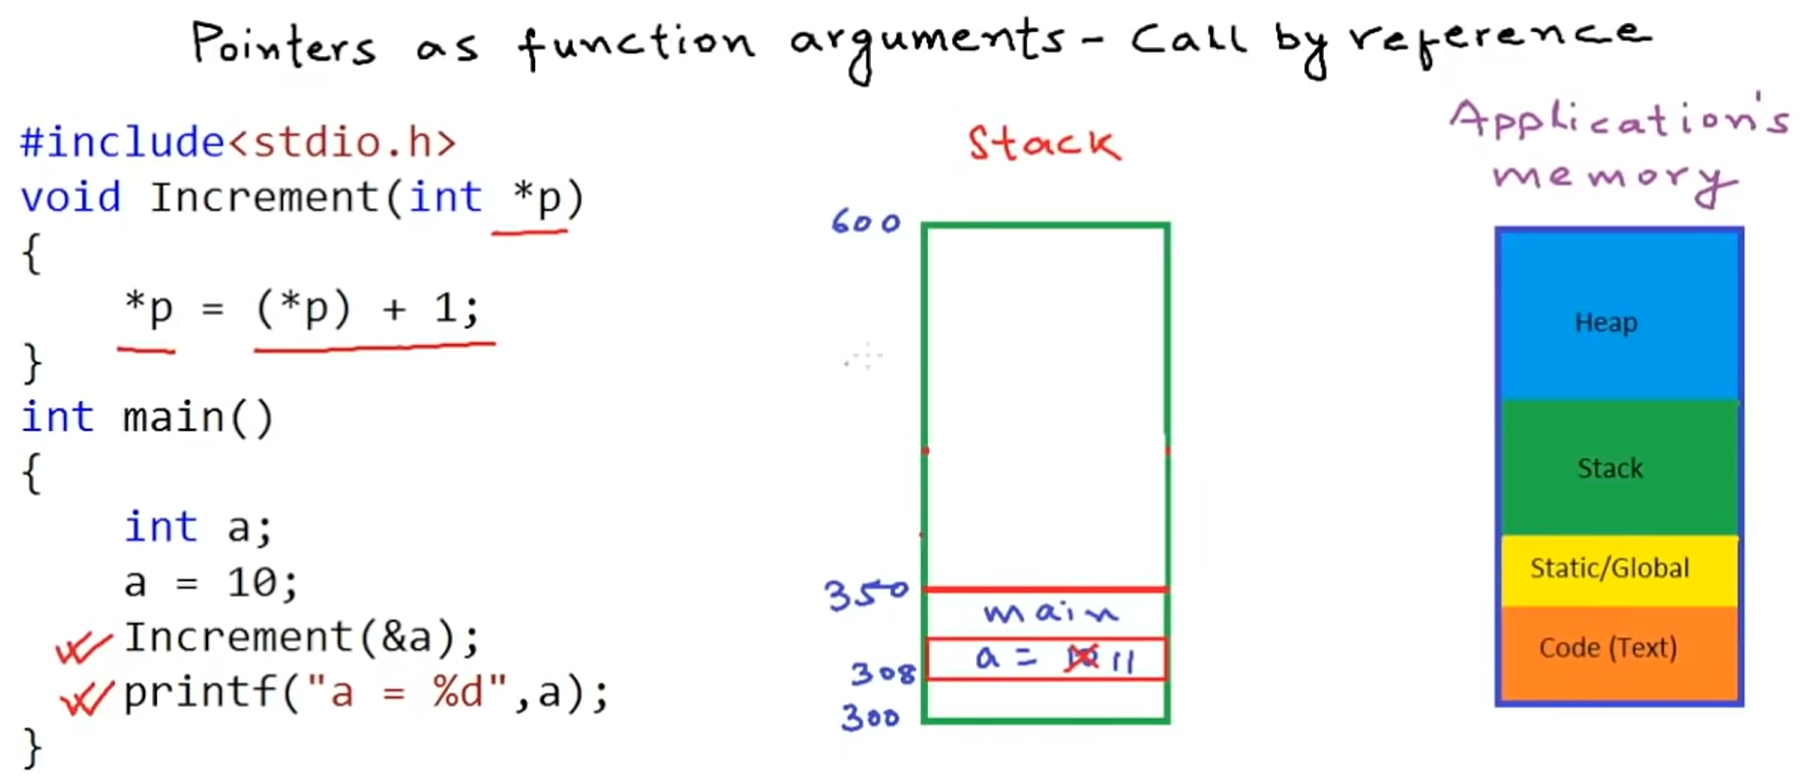 Pointers as function arguments - Call by reference
#include<stdio.h>
void Increment(int *p)
{
*p = (*p) + 1;
}
int main()
{
int a;
a = 10;
Increment(&a);
printf("a = %d",a);
}
Stack
600
350
main
a = 10 11
308
300
Application's
memory
Heap
Stack
Static/Global
Code (Text)